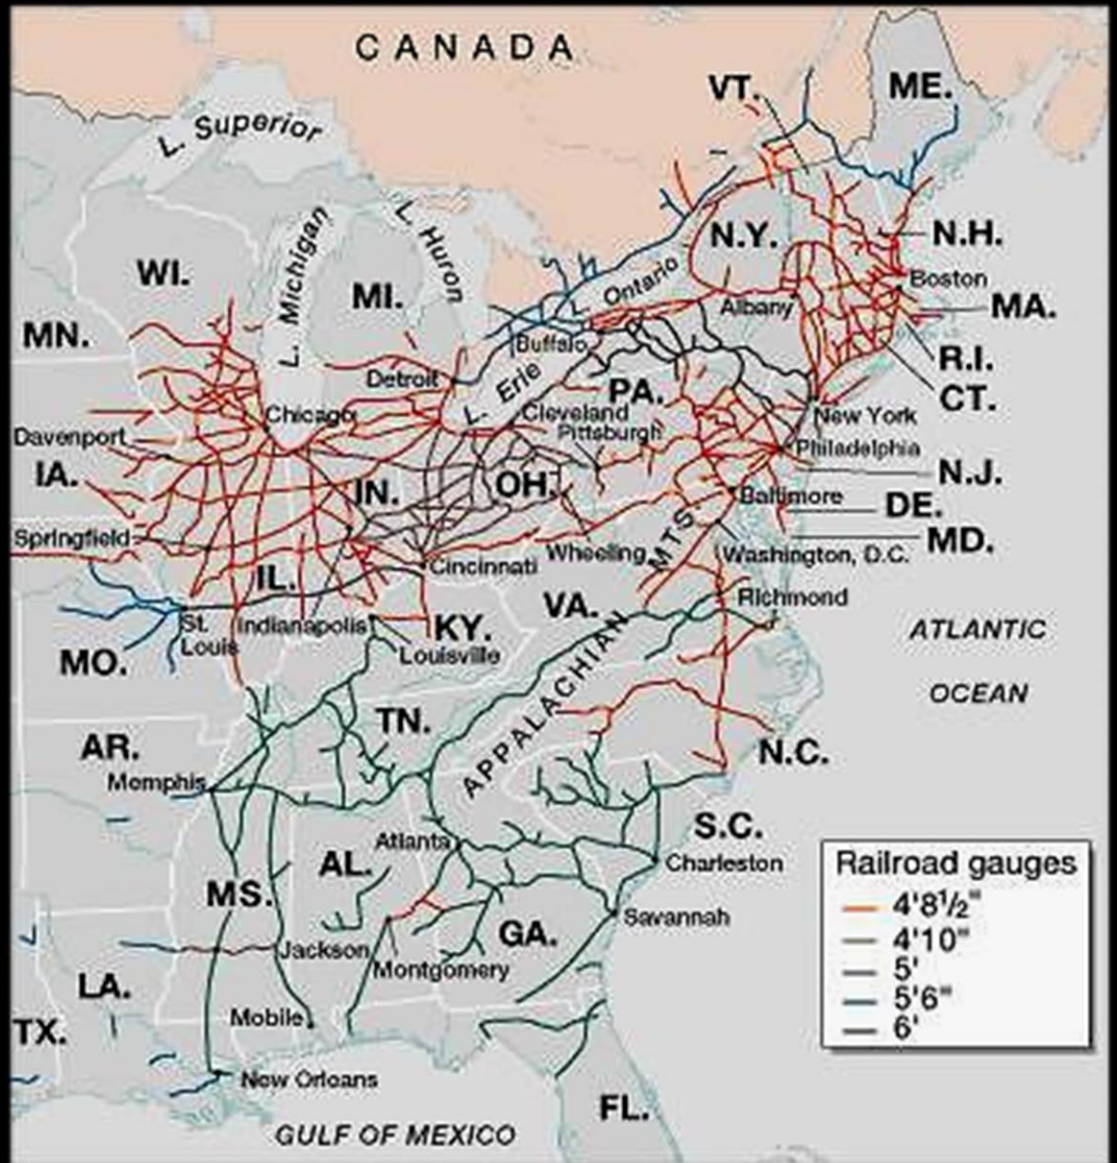 CANADA
VT.
ME.
L. Superior
L. Michigan
L. Huron
N.Y.
N.H.
WI.
MI.
L. Ontario
Boston
Albany
MA.
MN.
Buffalo
R.I.
Detroit
L. Erie
PA.
CT.
Chicago
Cleveland
New York
Davenport
Pittsburgh
Philadelphia
IA.
IN.
OH.
N.J.
Baltimore
DE.
Springfield
MD.
Wheeling
Washington, D.C.
Cincinnati
IL.
VA.
Richmond
St.
Louis
Indianapolis
KY.
ATLANTIC
OCEAN
MO.
Louisville
APPALACHIAN MTS.
TN.
AR.
N.C.
Memphis
S.C.
Atlanta
AL.
Charleston
MS.
Savannah
GA.
Jackson
Montgomery
LA.
Mobile
TX.
New Orleans
FL.
GULF OF MEXICO
Railroad gauges
4'8½"
4'10"
5'
5'6"
6'